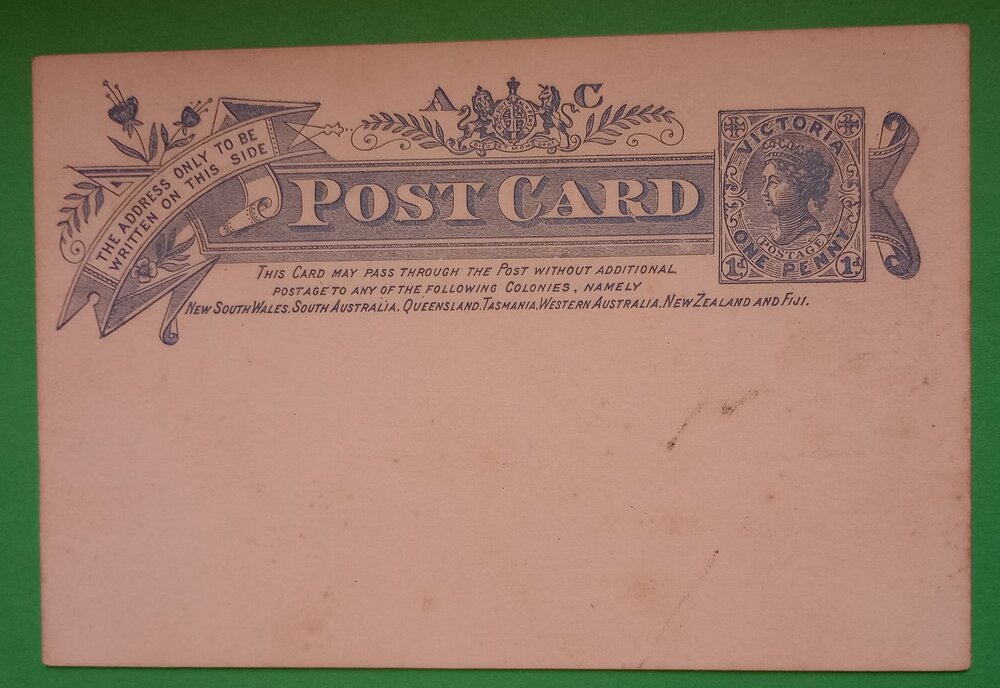 A C
THE ADDRESS ONLY TO BE
WRITTEN ON THIS SIDE
POST CARD
VICTORIA
POSTAGE
ONE PENNY
1d 1d
THIS CARD MAY PASS THROUGH THE POST WITHOUT ADDITIONAL
POSTAGE TO ANY OF THE FOLLOWING COLONIES, NAMELY
NEW SOUTH WALES, SOUTH AUSTRALIA, QUEENSLAND, TASMANIA, WESTERN AUSTRALIA, NEW ZEALAND AND FIJI.